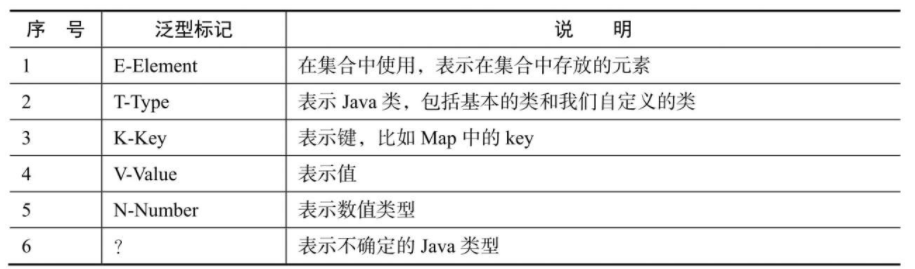 序 号 泛型标记 说 明
1 E-Element 在集合中使用，表示在集合中存放的元素
2 T-Type 表示 Java 类，包括基本的类和我们自定义的类
3 K-Key 表示键，比如 Map 中的 key
4 V-Value 表示值
5 N-Number 表示数值类型
6 ？ 表示不确定的 Java 类型